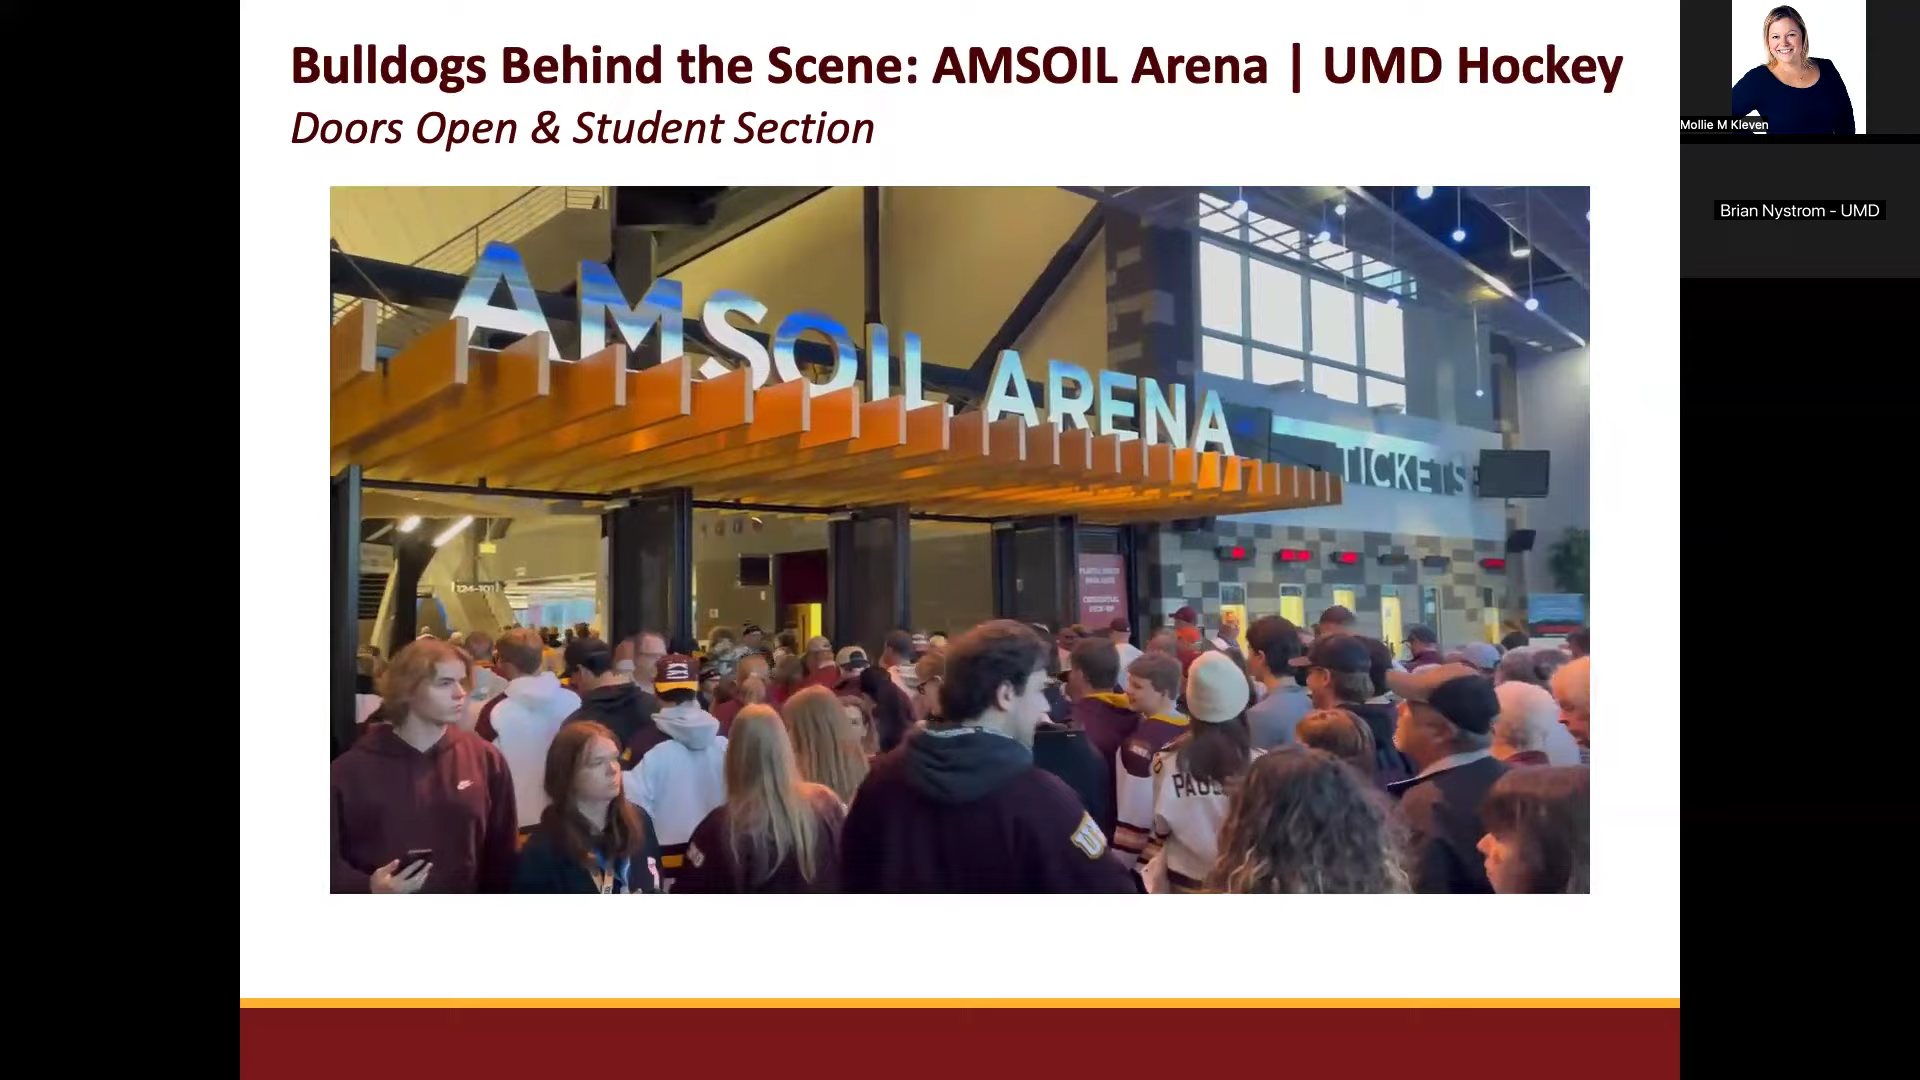 Bulldogs Behind the Scene: AMSOIL Arena | UMD Hockey
Doors Open & Student Section
Mollie M Kleven
Brian Nystrom - UMD
AMSOIL ARENA
TICKETS